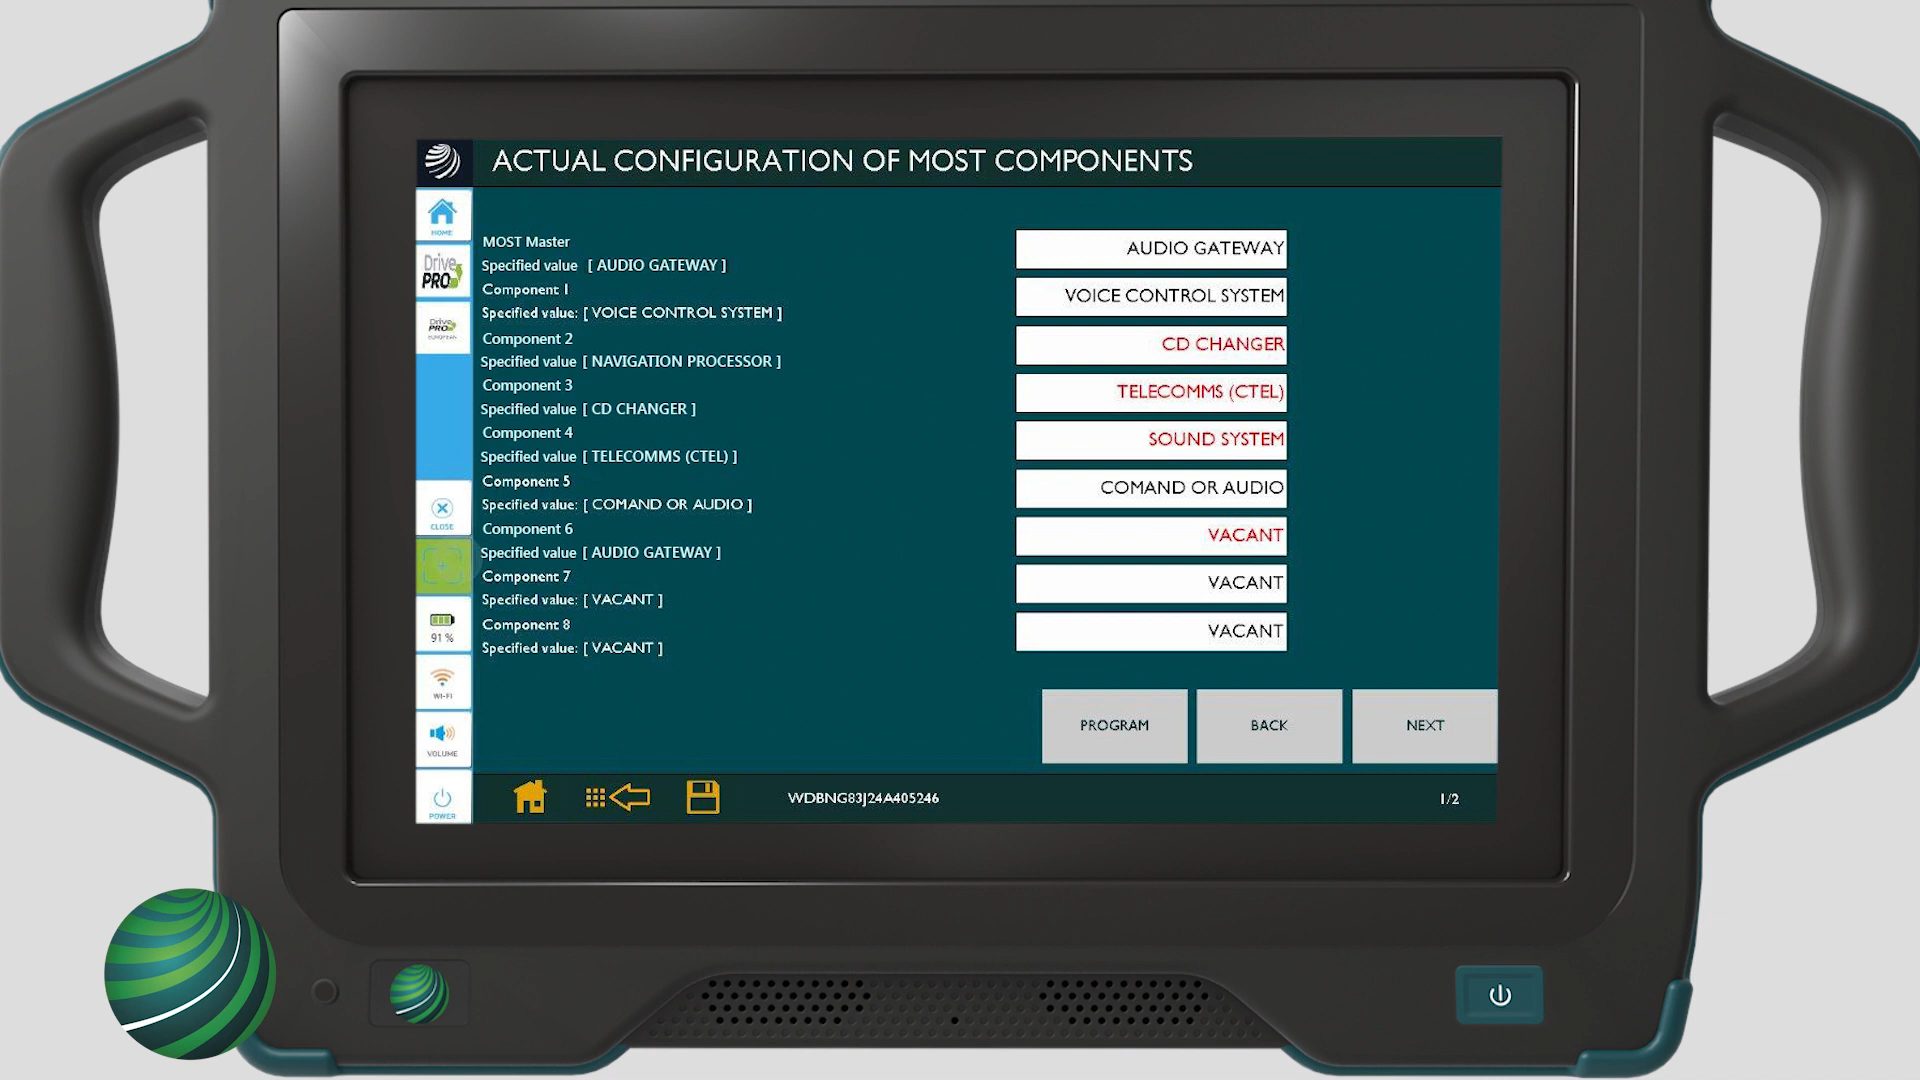 ACTUAL CONFIGURATION OF MOST COMPONENTS
HOME
Drive
PRO
Drive
PRO
EUROPEAN
CLOSE
91 %
WI-FI
VOLUME
POWER
MOST Master
Specified value [ AUDIO GATEWAY ]
AUDIO GATEWAY
Component 1
Specified value: [ VOICE CONTROL SYSTEM ]
VOICE CONTROL SYSTEM
Component 2
Specified value [ NAVIGATION PROCESSOR ]
CD CHANGER
Component 3
Specified value [ CD CHANGER ]
TELECOMMS (CTEL)
Component 4
Specified value [ TELECOMMS (CTEL) ]
SOUND SYSTEM
Component 5
Specified value: [ COMAND OR AUDIO ]
COMAND OR AUDIO
Component 6
Specified value [ AUDIO GATEWAY ]
VACANT
Component 7
Specified value: [ VACANT ]
VACANT
Component 8
Specified value: [ VACANT ]
VACANT
PROGRAM
BACK
NEXT
WDBNG83J24A405246
1/2